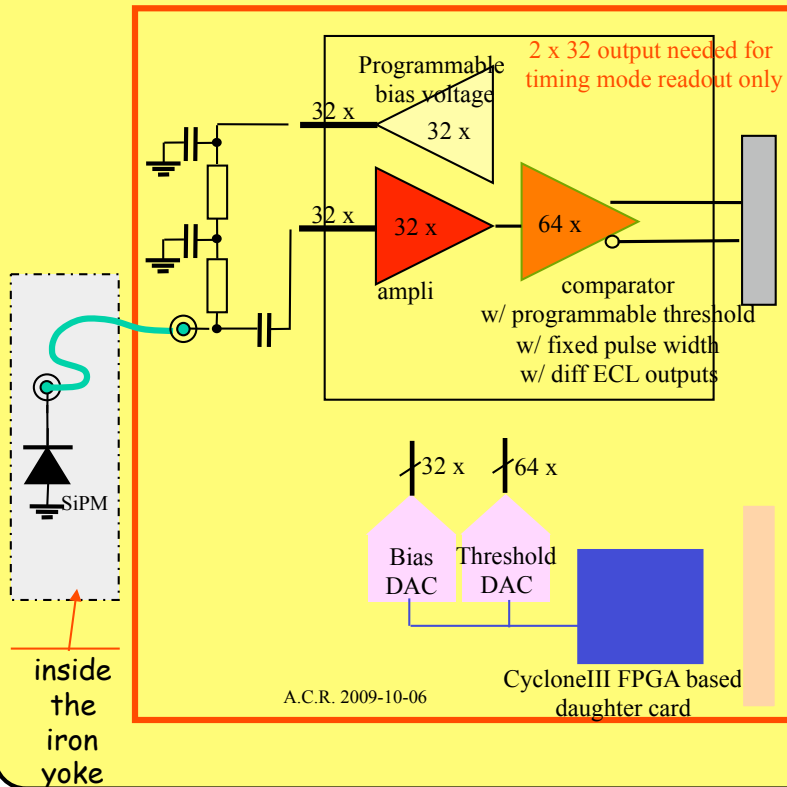 2 x 32 output needed for
timing mode readout only
Programmable
bias voltage
32 x
32 x
32 x
32 x
64 x
ampli
comparator
w/ programmable threshold
w/ fixed pulse width
w/ diff ECL outputs
SiPM
32 x
64 x
Bias
DAC
Threshold
DAC
CycloneIII FPGA based
daughter card
A.C.R. 2009-10-06
inside
the
iron
yoke